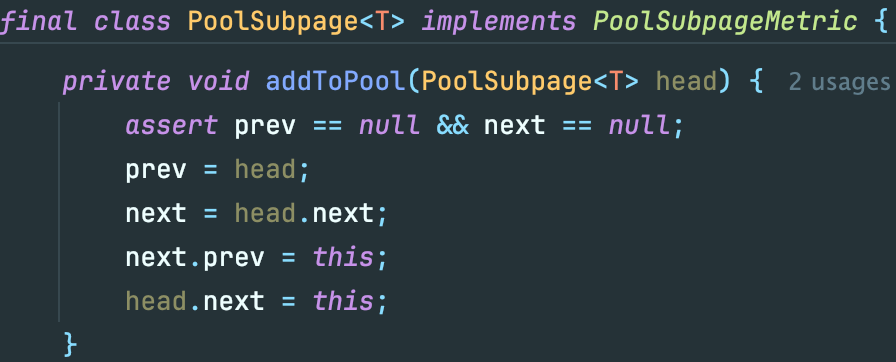 final class PoolSubpage<T> implements PoolSubpageMetric {
    private void addToPool(PoolSubpage<T> head) { 2 usages
        assert prev == null && next == null;
        prev = head;
        next = head.next;
        next.prev = this;
        head.next = this;
    }